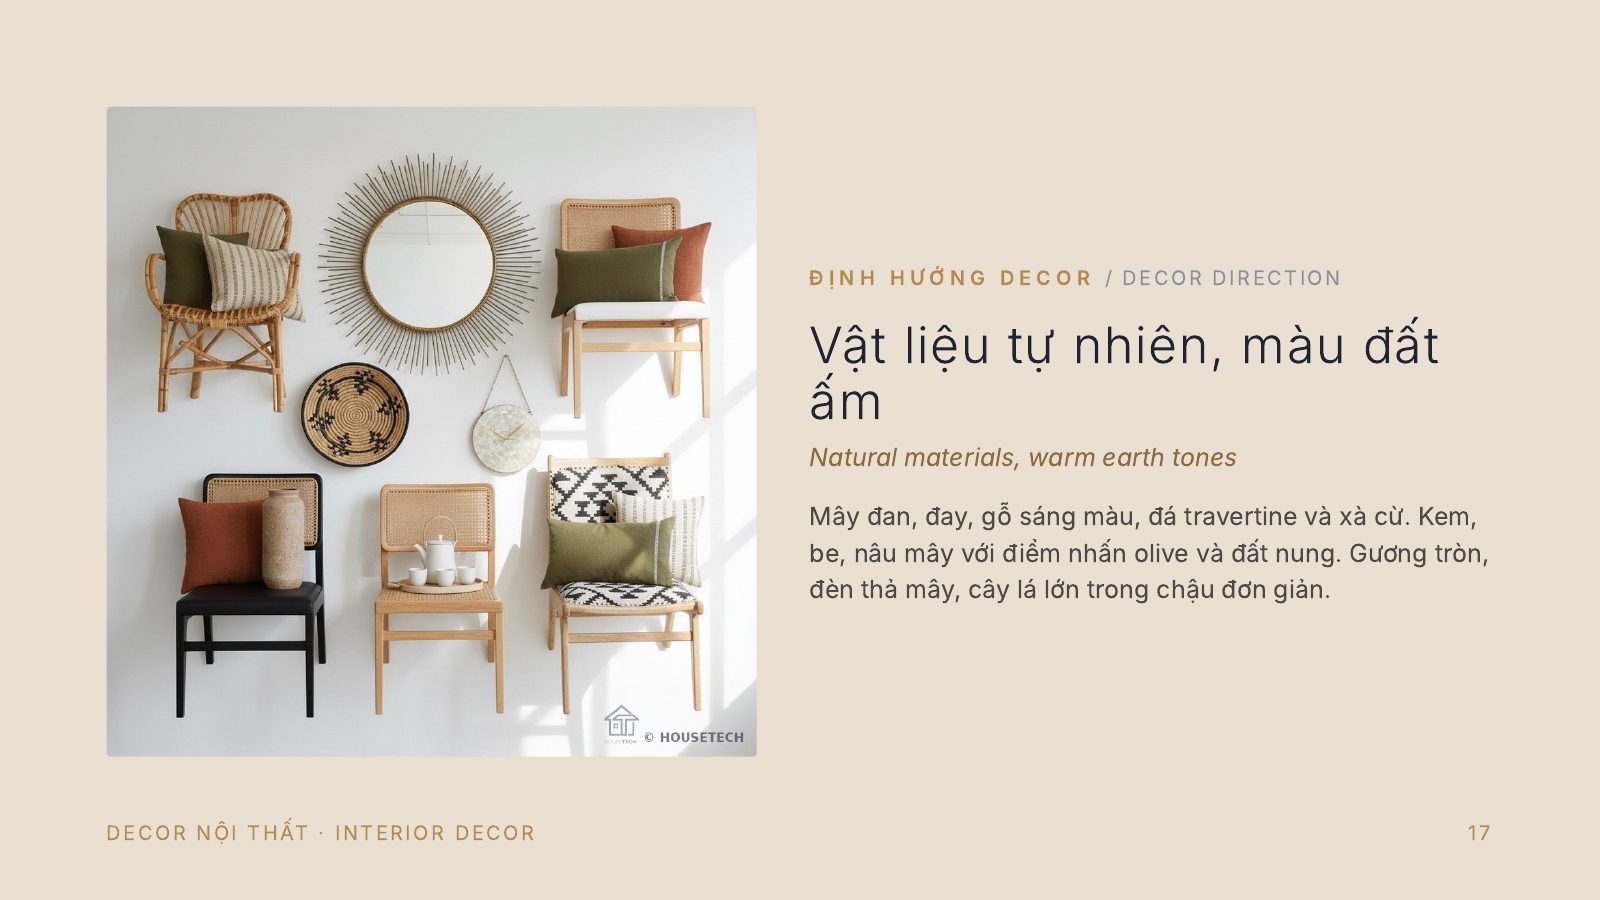 ĐỊNH HƯỚNG DECOR / DECOR DIRECTION
Vật liệu tự nhiên, màu đất
ấm
Natural materials, warm earth tones
Mây đan, đay, gỗ sáng màu, đá travertine và xà cừ. Kem,
be, nâu mây với điểm nhấn olive và đất nung. Gương tròn,
đèn thả mây, cây lá lớn trong chậu đơn giản.
HOUSETECH
© HOUSETECH
DECOR NỘI THẤT · INTERIOR DECOR
17